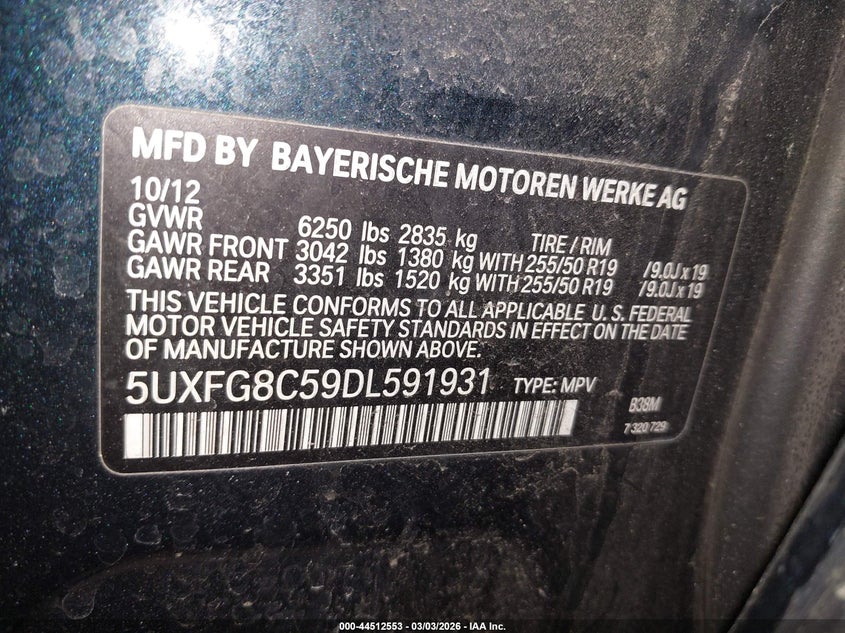 MFD BY BAYERISCHE MOTOREN WERKE AG
10/12
GVWR 6250 lbs 2835 kg TIRE / RIM
GAWR FRONT 3042 lbs 1380 kg WITH 255/50 R19 /9.0J x 19
GAWR REAR 3351 lbs 1520 kg WITH 255/50 R19 /9.0J x 19
THIS VEHICLE CONFORMS TO ALL APPLICABLE U. S. FEDERAL
MOTOR VEHICLE SAFETY STANDARDS IN EFFECT ON THE DATE
OF MANUFACTURE SHOWN ABOVE.
5UXFG8C59DL591931 TYPE: MPV
B38M
7 320 729
000-44512553 - 03/03/2026 - IAA Inc.